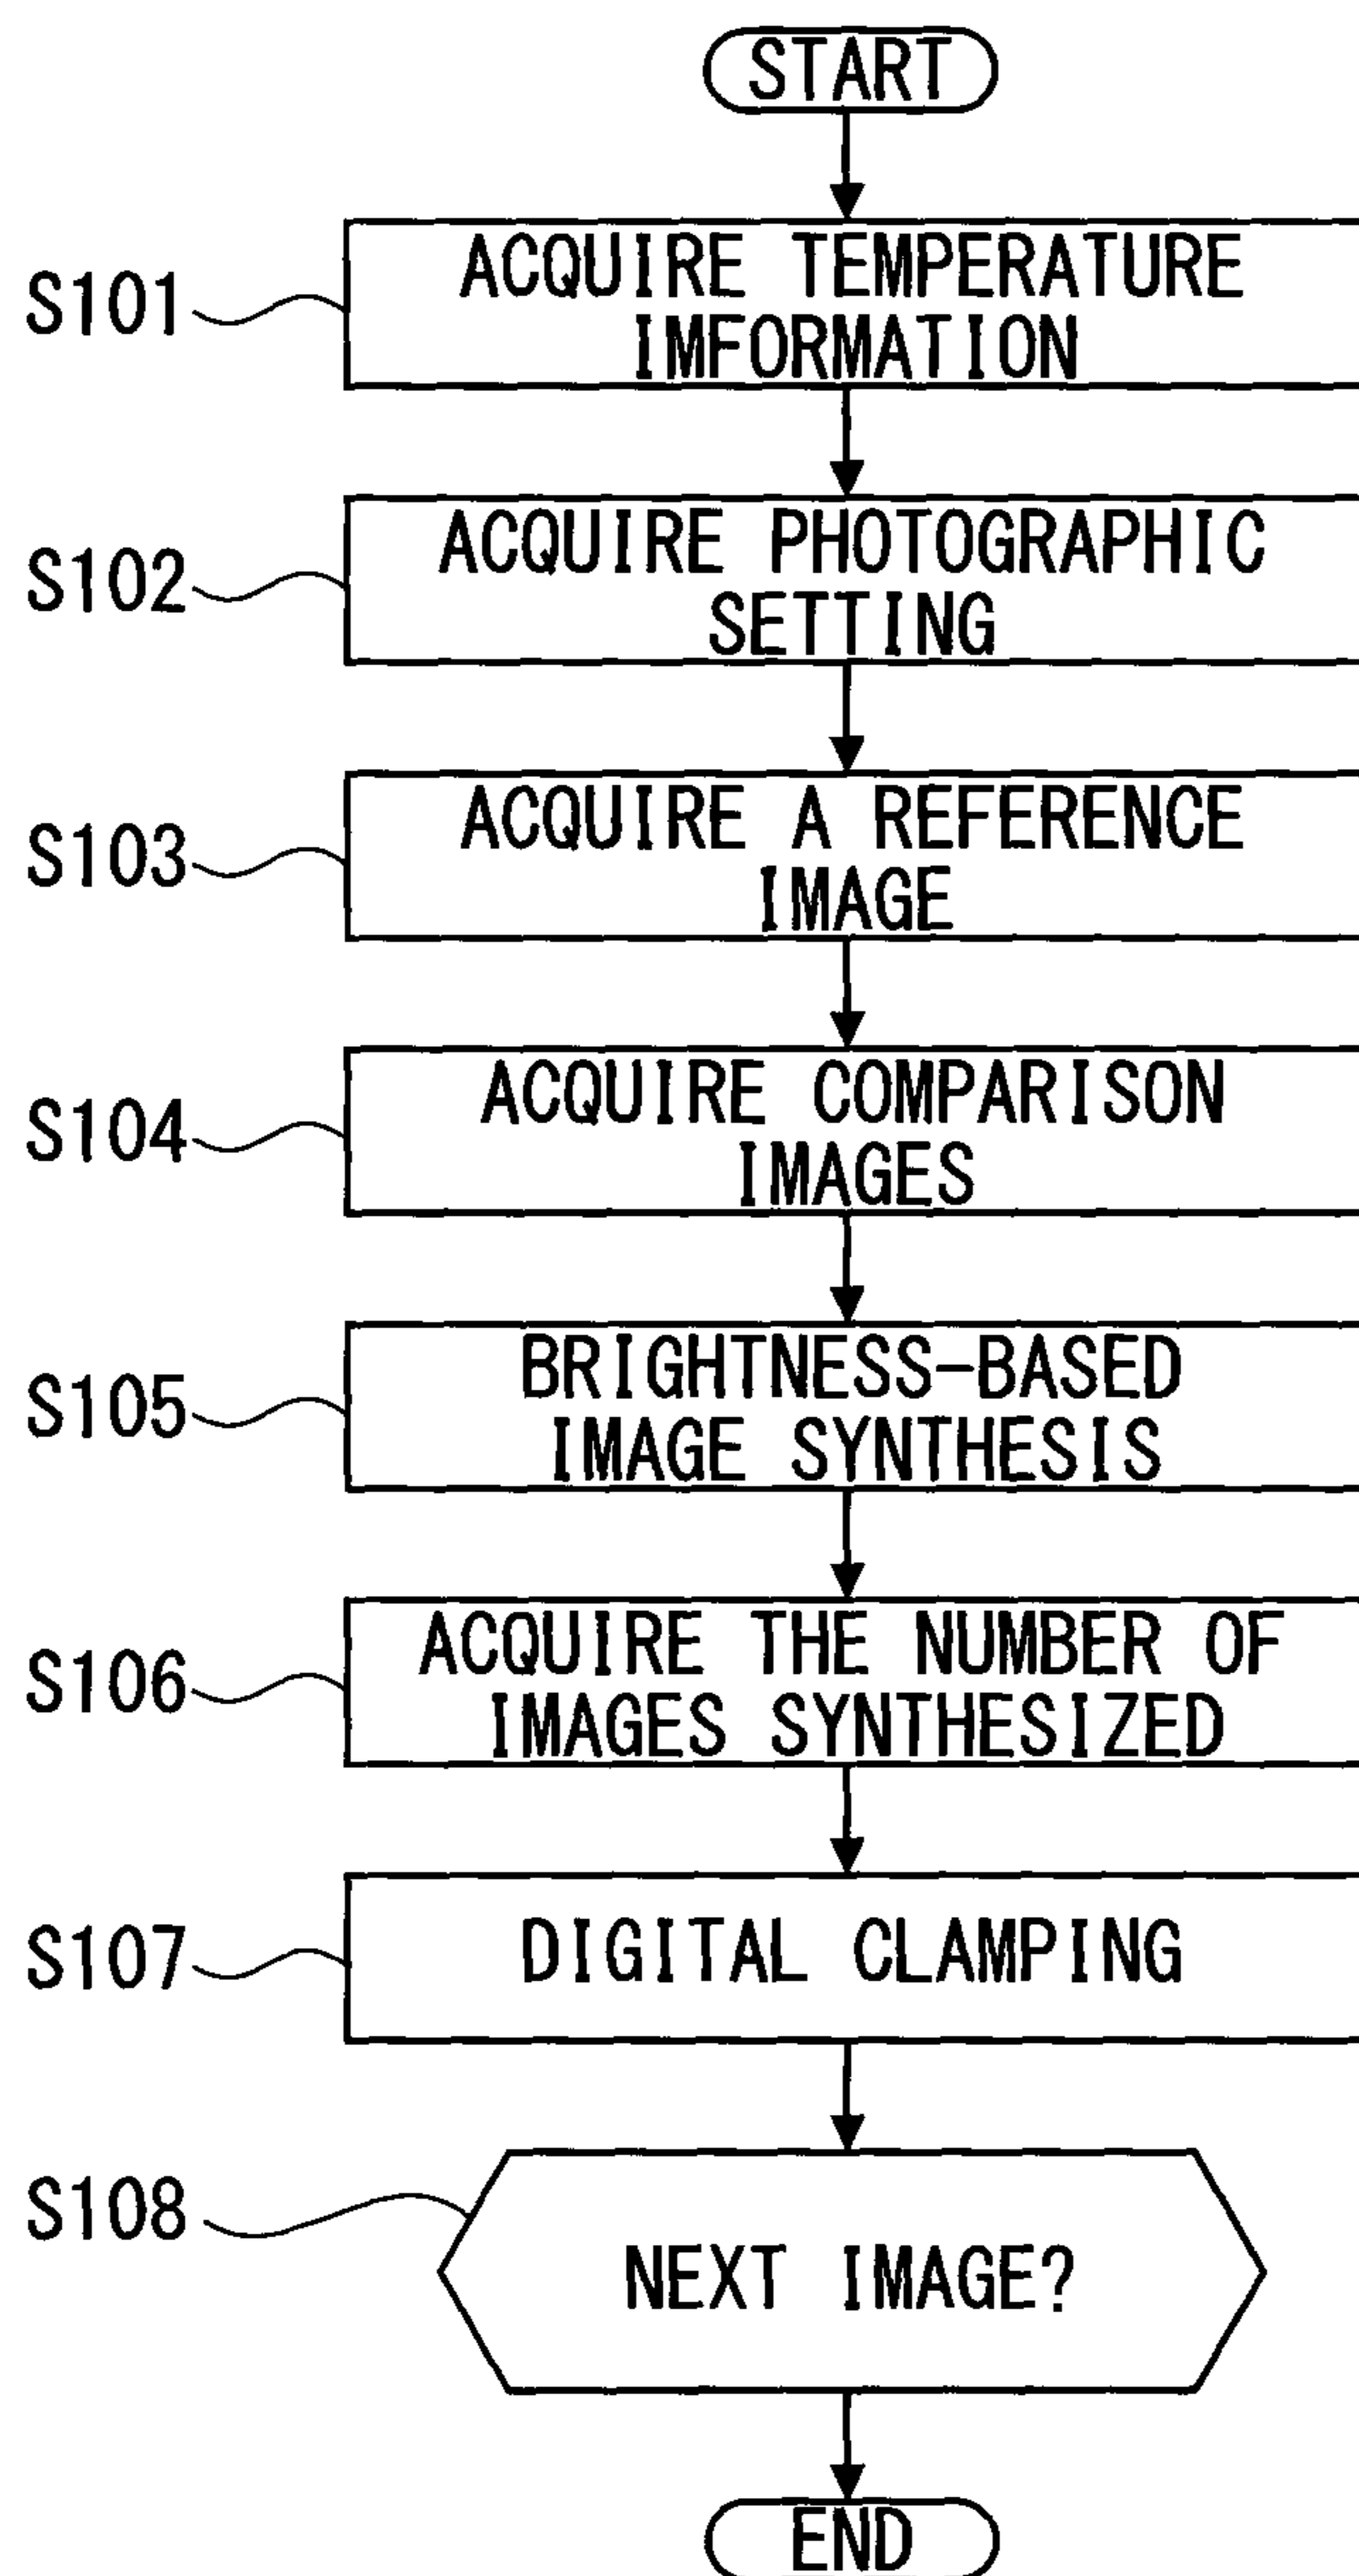 START
S101
ACQUIRE TEMPERATURE
IMFORMATION
S102
ACQUIRE PHOTOGRAPHIC
SETTING
S103
ACQUIRE A REFERENCE
IMAGE
S104
ACQUIRE COMPARISON
IMAGES
S105
BRIGHTNESS-BASED
IMAGE SYNTHESIS
S106
ACQUIRE THE NUMBER OF
IMAGES SYNTHESIZED
S107
DIGITAL CLAMPING
S108
NEXT IMAGE?
END